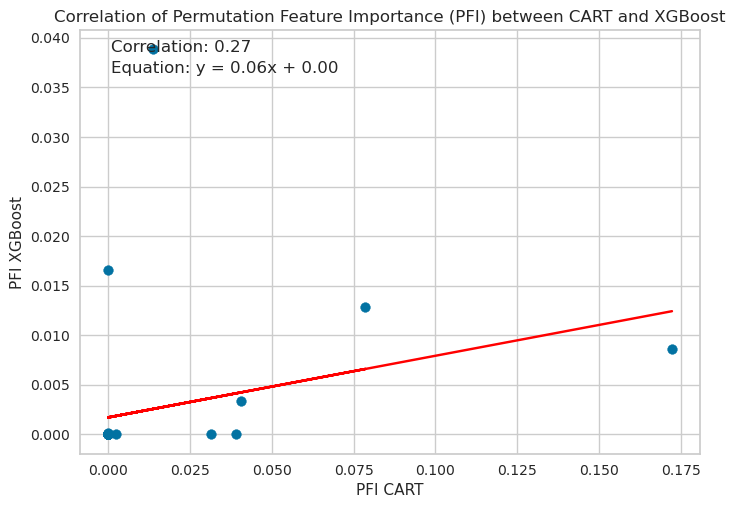 Correlation of Permutation Feature Importance (PFI) between CART and XGBoost
Correlation: 0.27
Equation: y = 0.06x + 0.00
0.040
0.035
0.030
0.025
0.020
0.015
0.010
0.005
0.000
PFI XGBoost
0.000 0.025 0.050 0.075 0.100 0.125 0.150 0.175
PFI CART